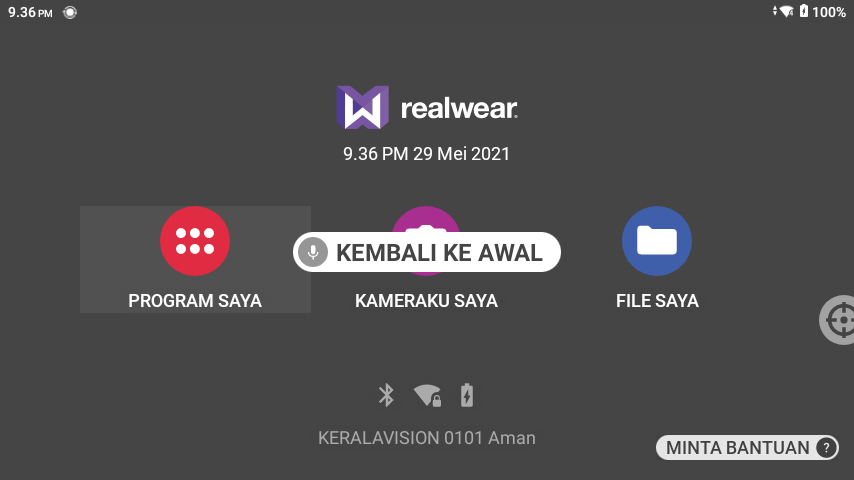 9.36 PM
100%
realwear
9.36 PM 29 Mei 2021
KEMBALI KE AWAL
PROGRAM SAYA
KAMERAKU SAYA
FILE SAYA
KERALAVISION 0101 Aman
MINTA BANTUAN ?